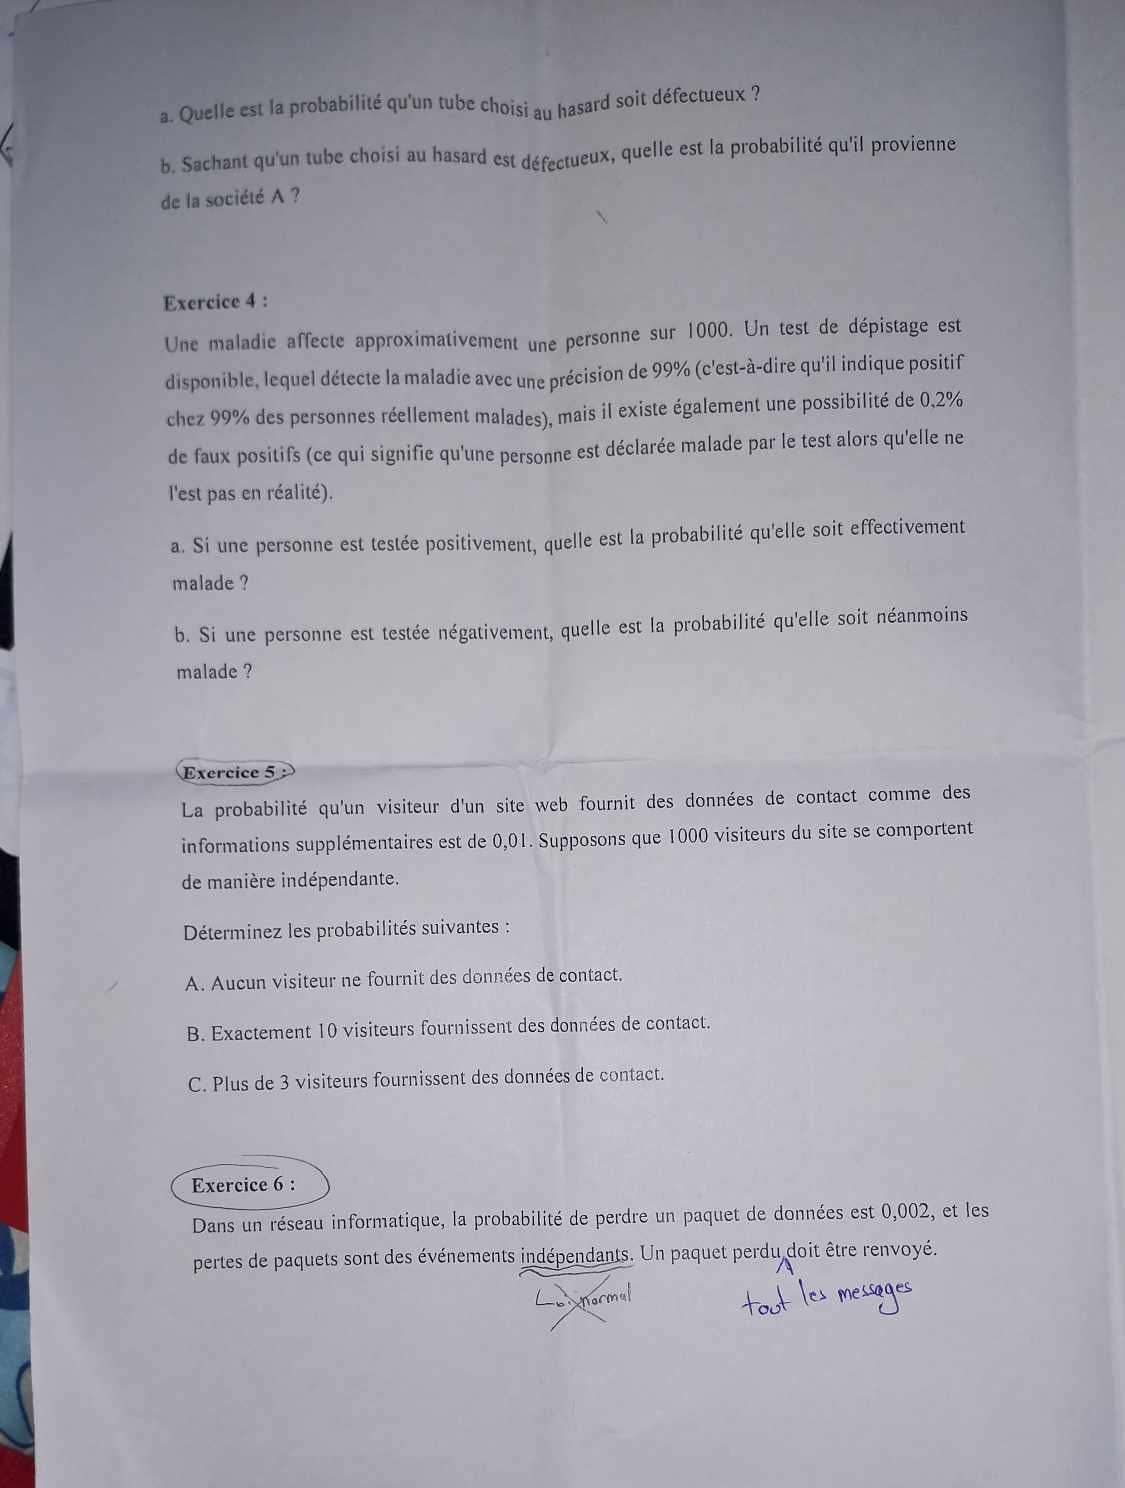 a. Quelle est la probabilité qu'un tube choisi au hasard soit défectueux ?
b. Sachant qu'un tube choisi au hasard est défectueux, quelle est la probabilité qu'il provienne
de la société A ?
Exercice 4 :
Une maladie affecte approximativement une personne sur 1000. Un test de dépistage est
disponible, lequel détecte la maladie avec une précision de 99% (c'est-à-dire qu'il indique positif
chez 99% des personnes réellement malades), mais il existe également une possibilité de 0,2%
de faux positifs (ce qui signifie qu'une personne est déclarée malade par le test alors qu'elle ne
l'est pas en réalité).
a. Si une personne est testée positivement, quelle est la probabilité qu'elle soit effectivement
malade ?
b. Si une personne est testée négativement, quelle est la probabilité qu'elle soit néanmoins
malade ?
Exercice 5 :
La probabilité qu'un visiteur d'un site web fournit des données de contact comme des
informations supplémentaires est de 0,01. Supposons que 1000 visiteurs du site se comportent
de manière indépendante.
Déterminez les probabilités suivantes :
A. Aucun visiteur ne fournit des données de contact.
B. Exactement 10 visiteurs fournissent des données de contact.
C. Plus de 3 visiteurs fournissent des données de contact.
Exercice 6 :
Dans un réseau informatique, la probabilité de perdre un paquet de données est 0,002, et les
pertes de paquets sont des événements indépendants. Un paquet perdu doit être renvoyé.
Loi normal
tout les messages